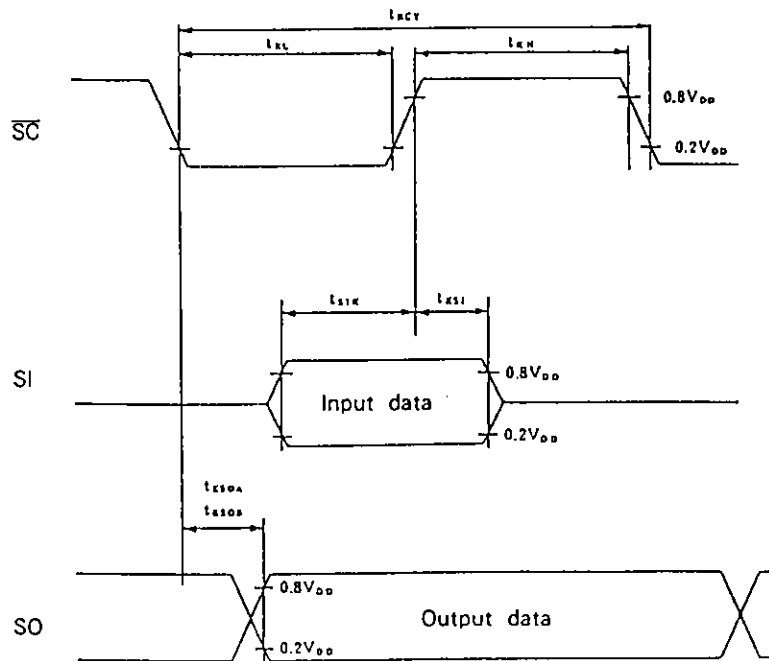 tKCY
tKL
tKH
SC
0.8VDD
0.2VDD
tSIK
tKSI
SI
0.8VDD
Input data
0.2VDD
tKSOA
tKSOB
0.8VDD
SO
Output data
0.2VDD